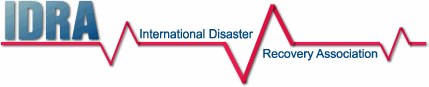 IDRA
International Disaster
Recovery Association